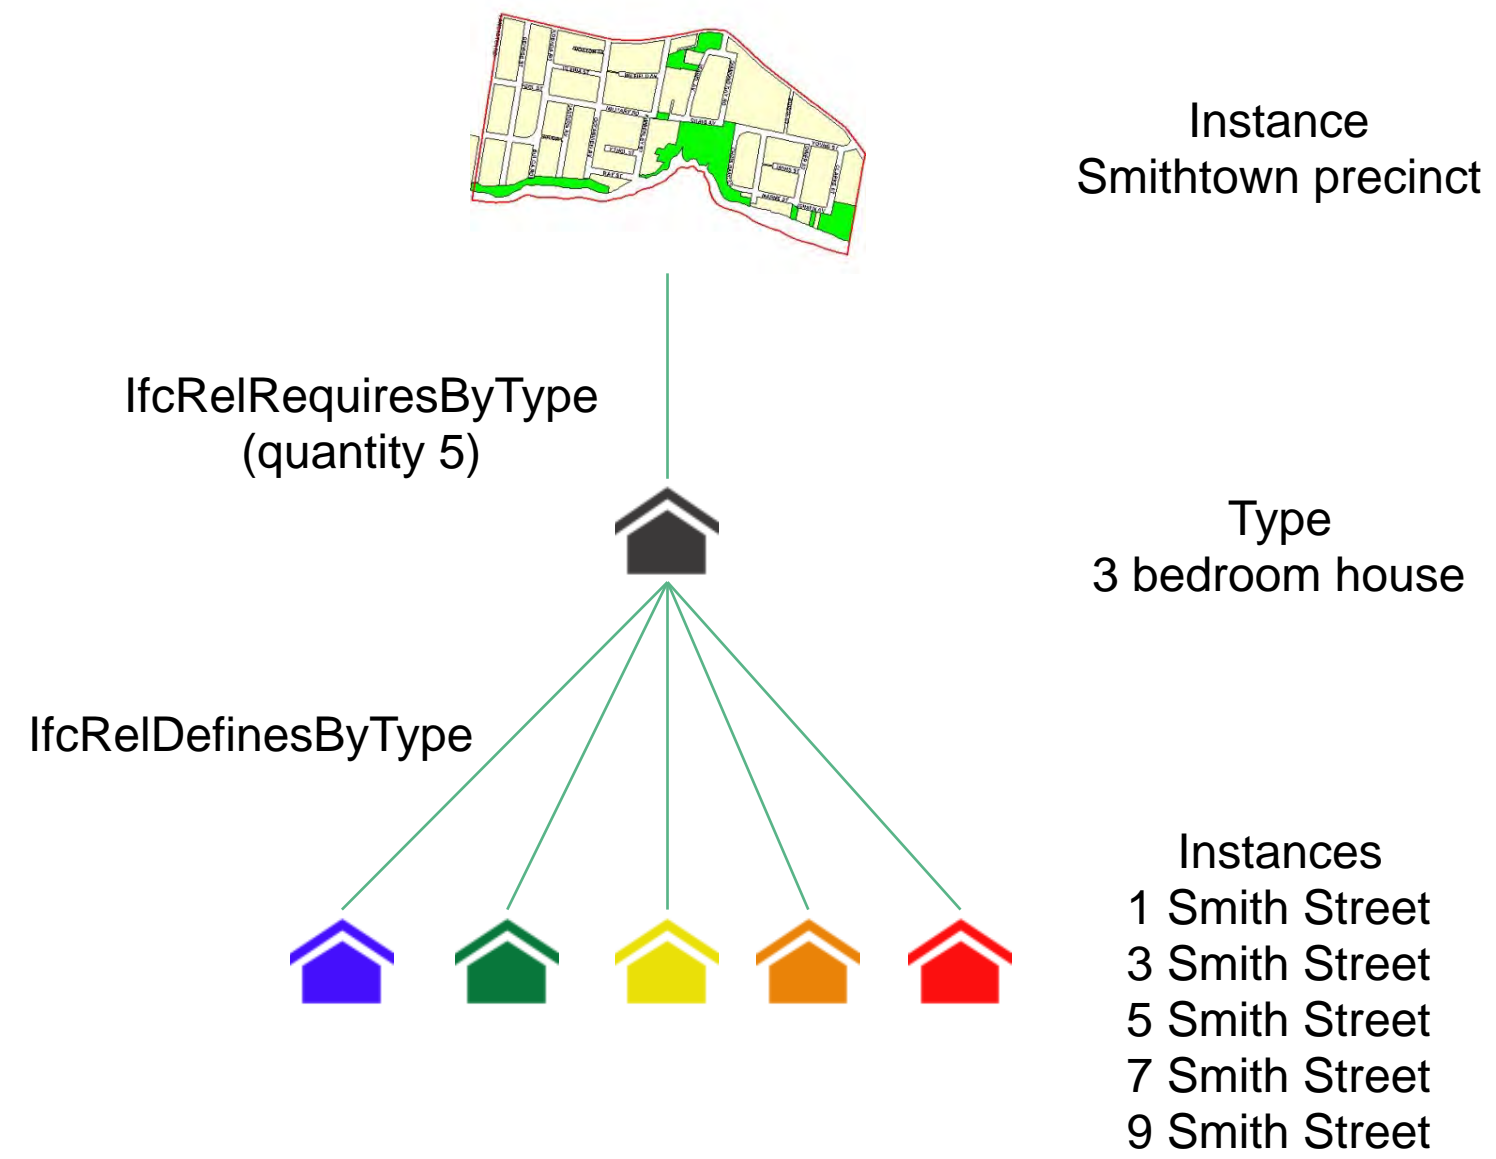 Instance
Smithtown precinct
IfcRelRequiresByType
(quantity 5)
Type
3 bedroom house
IfcRelDefinesByType
Instances
1 Smith Street
3 Smith Street
5 Smith Street
7 Smith Street
9 Smith Street